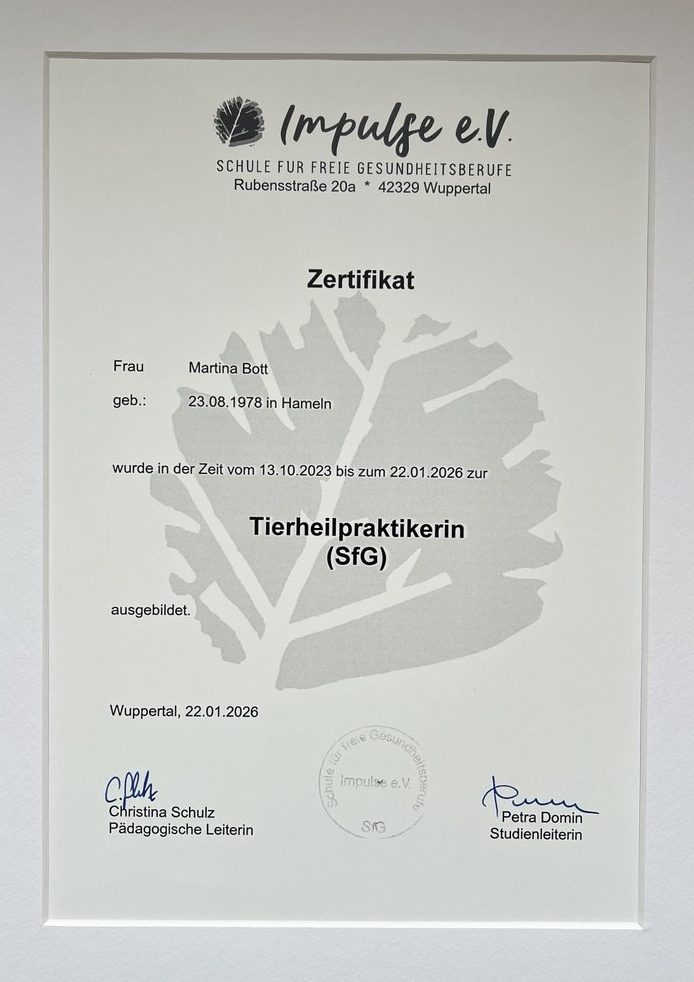 Impulse e.V.
SCHULE FÜR FREIE GESUNDHEITSBERUFE
Rubensstraße 20a * 42329 Wuppertal
Zertifikat
Frau Martina Bott
geb.: 23.08.1978 in Hameln
wurde in der Zeit vom 13.10.2023 bis zum 22.01.2026 zur
Tierheilpraktikerin
(SfG)
ausgebildet.
Wuppertal, 22.01.2026
Schule für freie Gesundheitsberufe
Impulse e.V.
SfG
Christina Schulz
Pädagogische Leiterin
Petra Domin
Studienleiterin